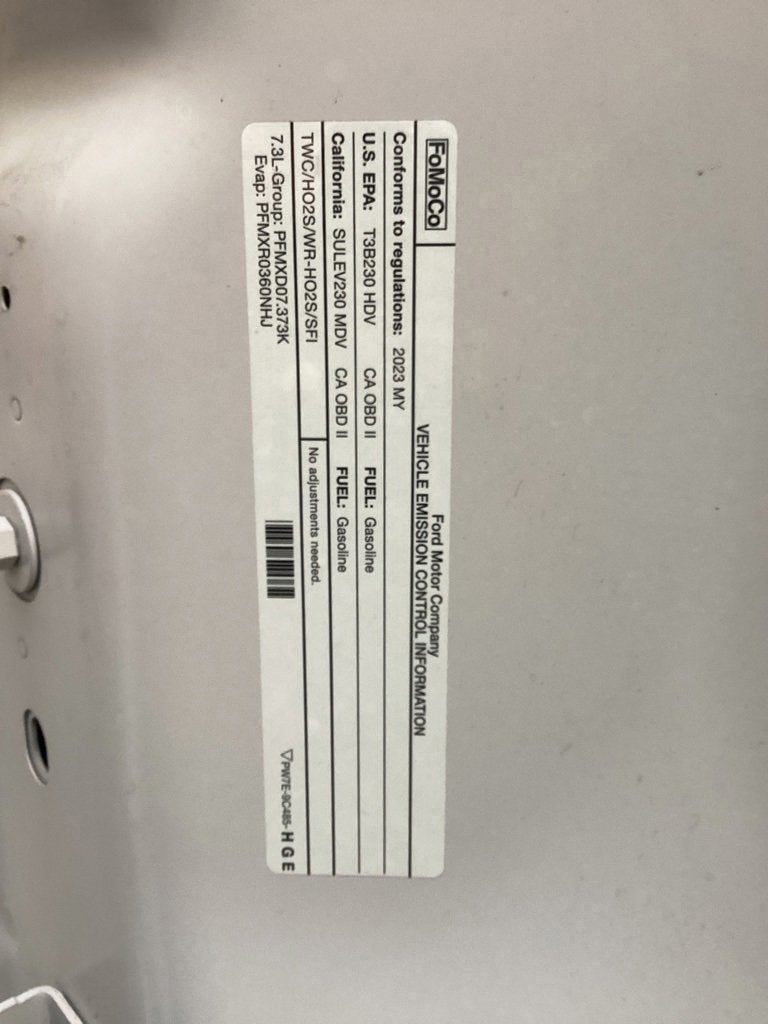 FoMoCo
Ford Motor Company
VEHICLE EMISSION CONTROL INFORMATION
Conforms to regulations: 2023 MY
U.S. EPA: T3B230 HDV CA OBD II FUEL: Gasoline
California: SULEV230 MDV CA OBD II FUEL: Gasoline
TWC/HO2S/WR-HO2S/SFI
No adjustments needed.
7.3L-Group: PFMXD07.373K
Evap: PFMXR0360NHJ
▽PW7E-9C485- H G E